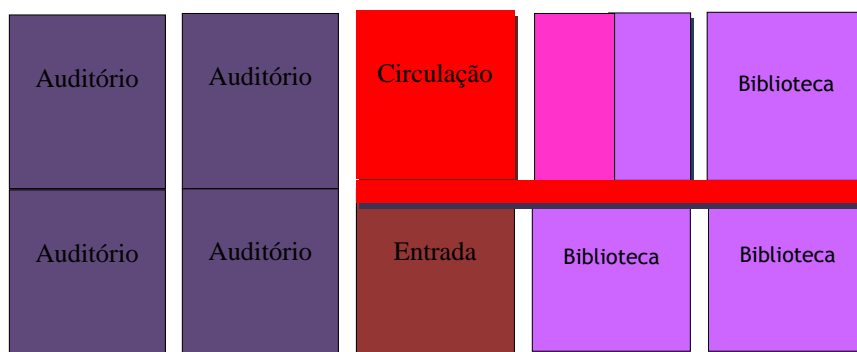 Auditório
Auditório
Circulação
Biblioteca
Auditório
Auditório
Entrada
Biblioteca
Biblioteca